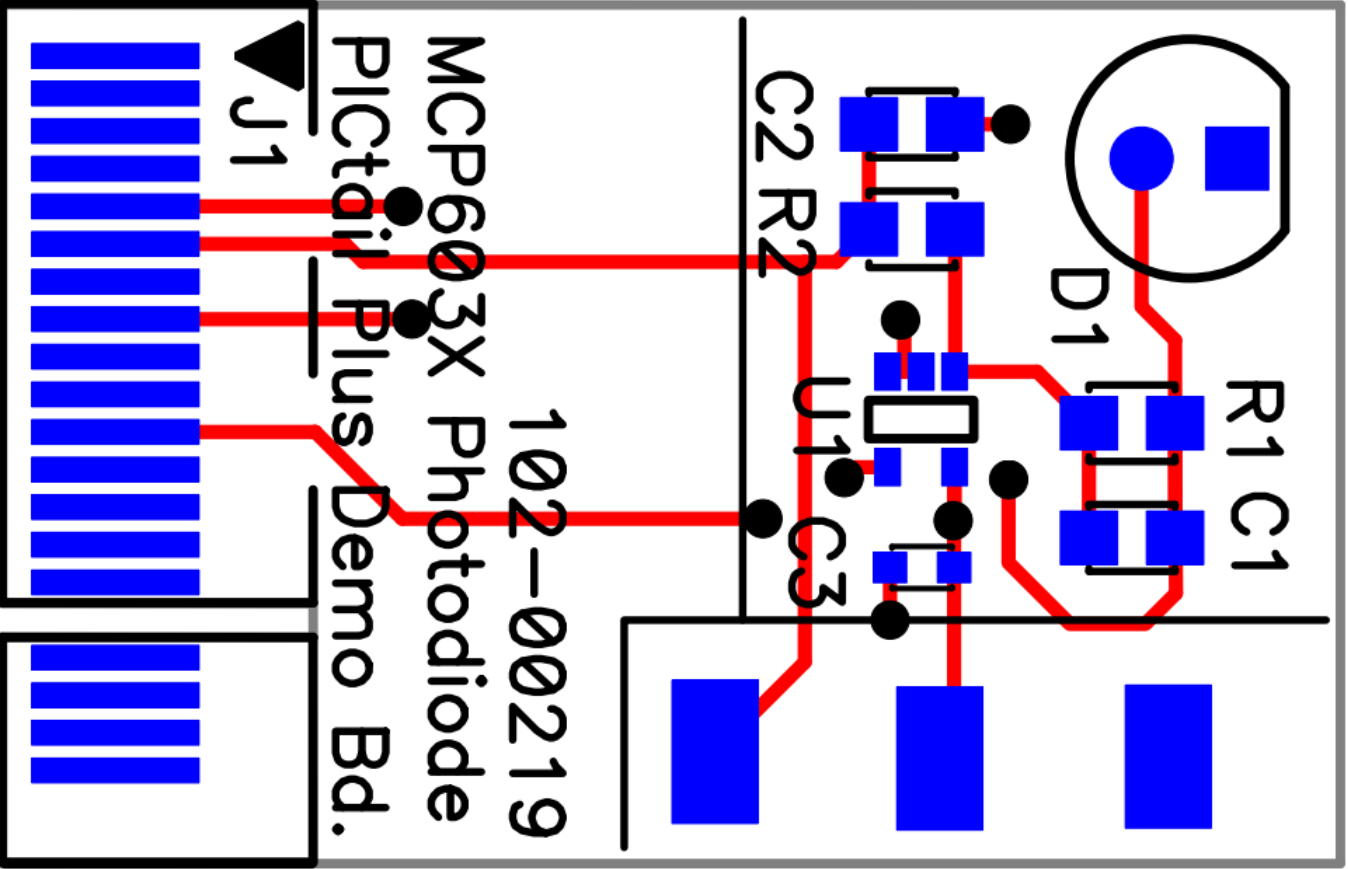 R1 C1
D1
U1
C3
C2 R2
102-00219
MCP603X Photodiode
PICtail Plus Demo Bd.
J1